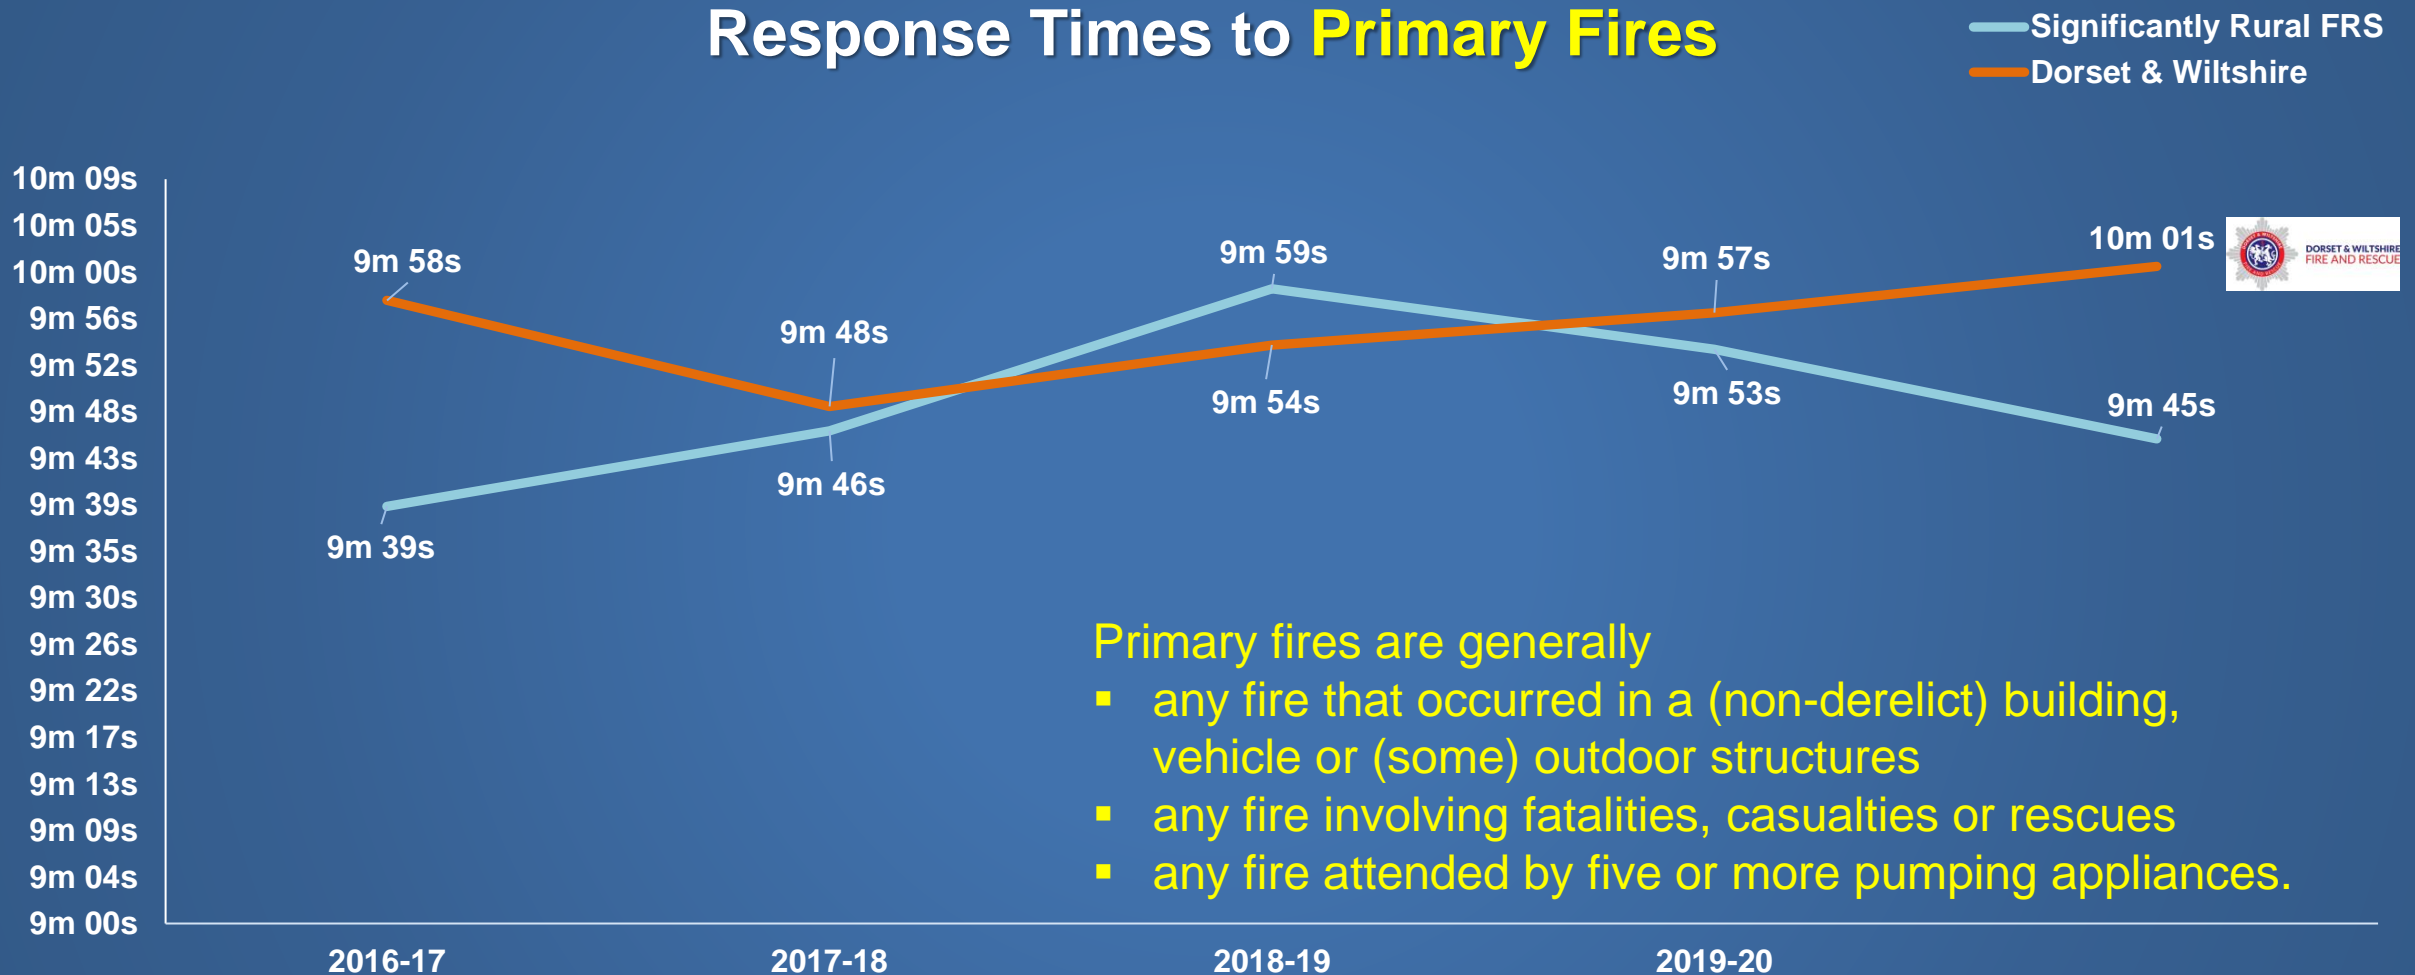 Response Times to Primary Fires
Significantly Rural FRS
Dorset & Wiltshire
10m 09s
10m 05s
10m 00s
9m 56s
9m 52s
9m 48s
9m 43s
9m 39s
9m 35s
9m 30s
9m 26s
9m 22s
9m 17s
9m 13s
9m 09s
9m 04s
9m 00s
9m 58s
9m 48s
9m 59s
9m 57s
10m 01s
9m 39s
9m 46s
9m 54s
9m 53s
9m 45s
DORSET & WILTSHIRE
FIRE AND RESCUE
Primary fires are generally
▪ any fire that occurred in a (non-derelict) building,
vehicle or (some) outdoor structures
▪ any fire involving fatalities, casualties or rescues
▪ any fire attended by five or more pumping appliances.
2016-17
2017-18
2018-19
2019-20